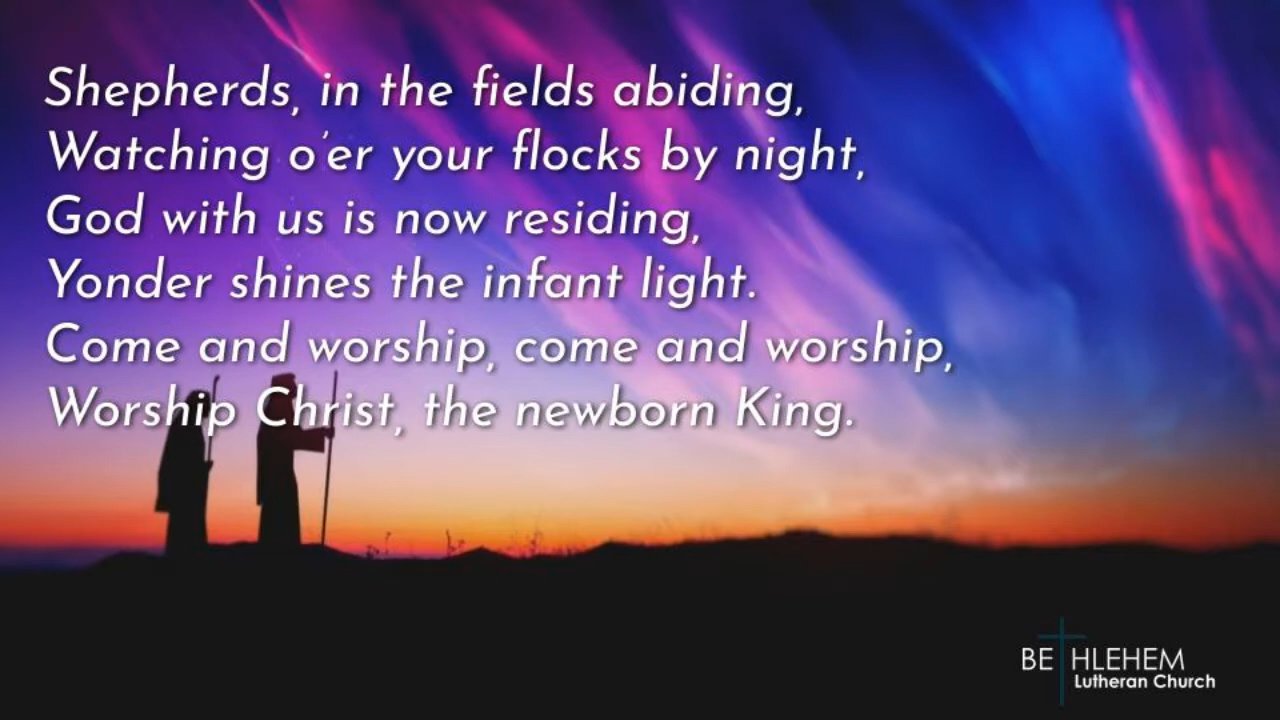 Shepherds, in the fields abiding,
Watching o'er your flocks by night,
God with us is now residing,
Yonder shines the infant light.
Come and worship, come and worship,
Worship Christ, the newborn King.
BETHLEHEM
Lutheran Church